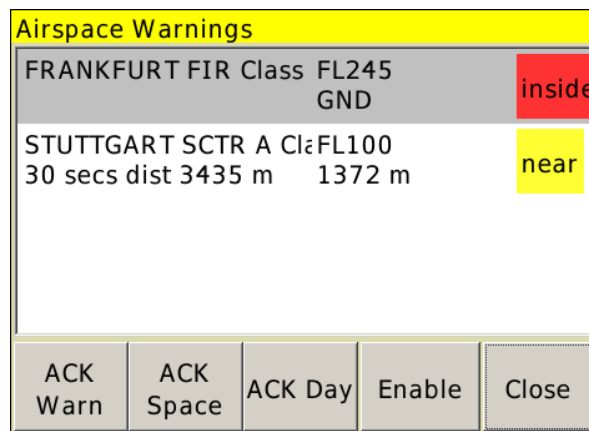 Airspace Warnings
FRANKFURT FIR Class FL245
GND
inside
STUTTGART SCTR A Cla FL100
30 secs dist 3435 m 1372 m
near
ACK Warn
ACK Space
ACK Day
Enable
Close